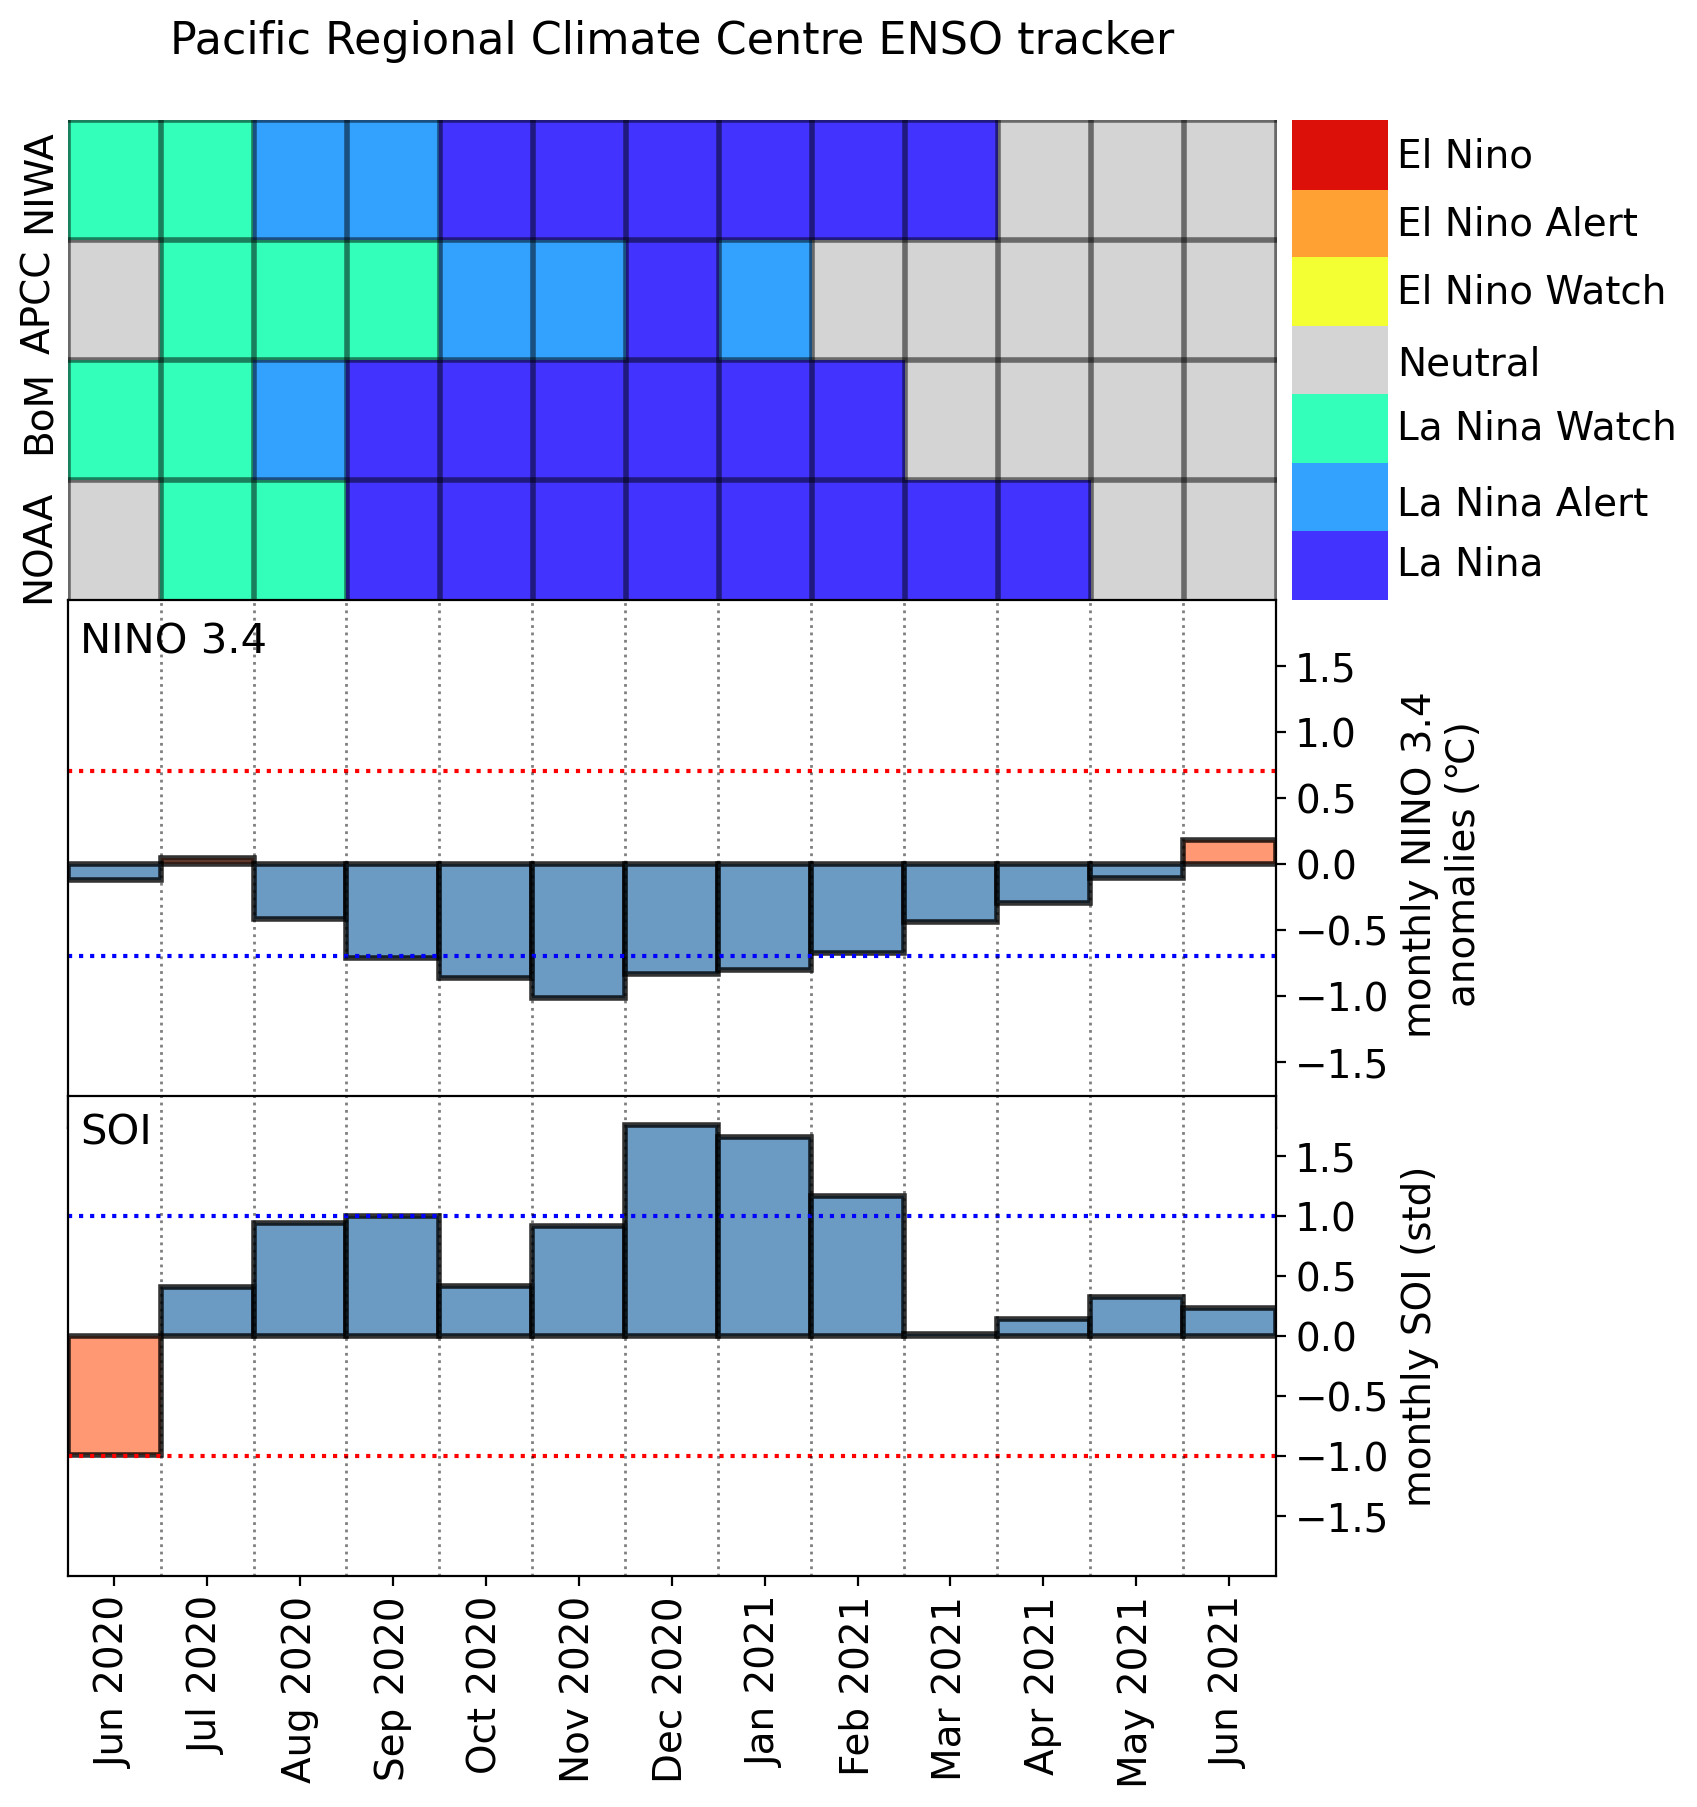 Pacific Regional Climate Centre ENSO tracker
NIWA
APCC
BoM
NOAA
El Nino
El Nino Alert
El Nino Watch
Neutral
La Nina Watch
La Nina Alert
La Nina
NINO 3.4
1.5
1.0
0.5
0.0
−0.5
−1.0
−1.5
monthly NINO 3.4
anomalies (°C)
SOI
1.5
1.0
0.5
0.0
−0.5
−1.0
−1.5
monthly SOI (std)
Jun 2020
Jul 2020
Aug 2020
Sep 2020
Oct 2020
Nov 2020
Dec 2020
Jan 2021
Feb 2021
Mar 2021
Apr 2021
May 2021
Jun 2021